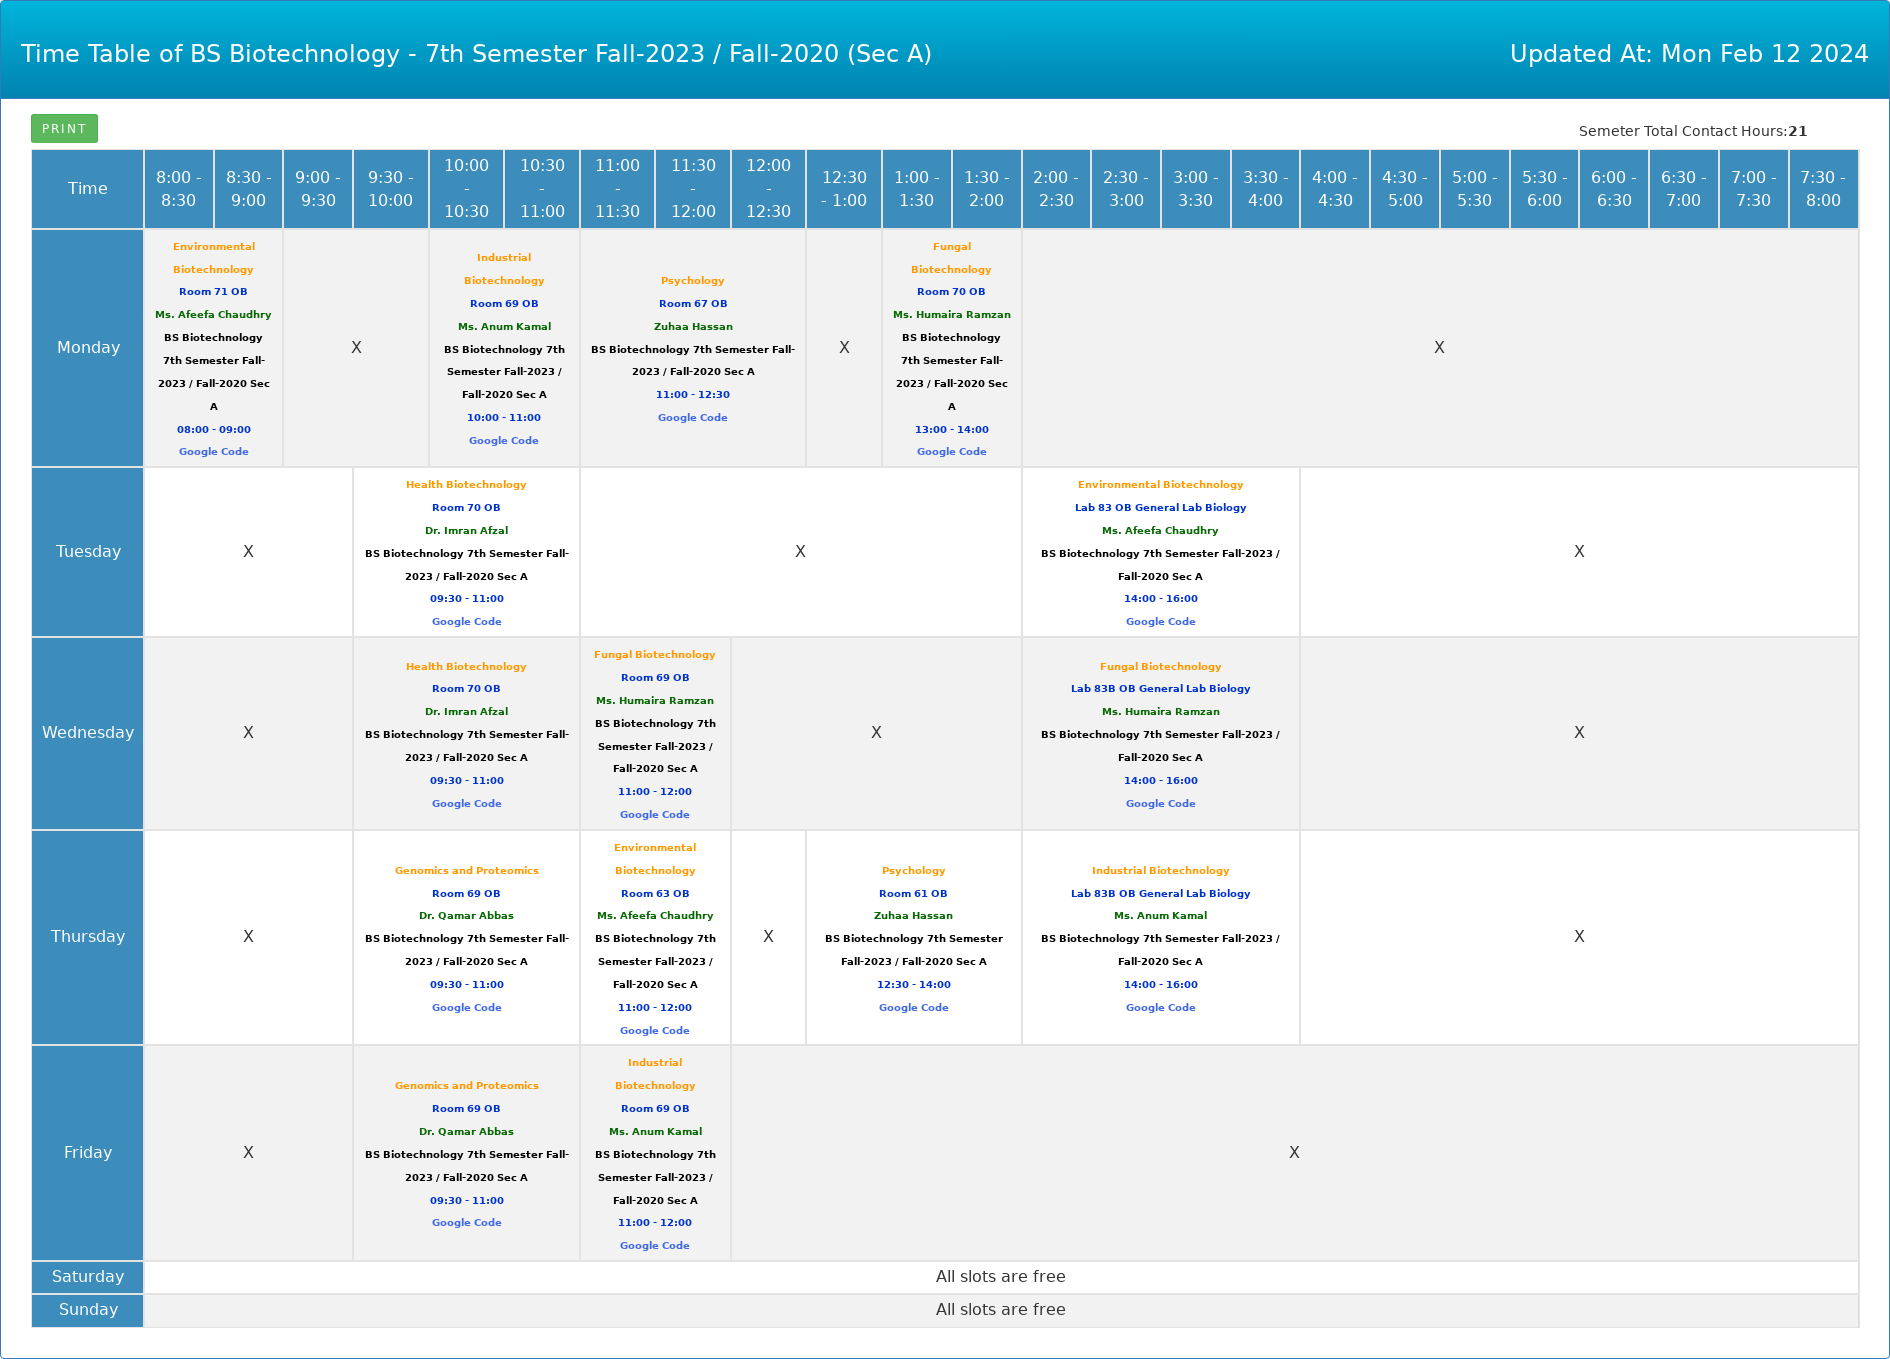 Time Table of BS Biotechnology - 7th Semester Fall-2023 / Fall-2020 (Sec A)
Updated At: Mon Feb 12 2024
PRINT
Semeter Total Contact Hours:21
Time
8:00 -
8:30
8:30 -
9:00
9:00 -
9:30
9:30 -
10:00
10:00
-
10:30
10:30
-
11:00
11:00
-
11:30
11:30
-
12:00
12:00
-
12:30
12:30
- 1:00
1:00 -
1:30
1:30 -
2:00
2:00 -
2:30
2:30 -
3:00
3:00 -
3:30
3:30 -
4:00
4:00 -
4:30
4:30 -
5:00
5:00 -
5:30
5:30 -
6:00
6:00 -
6:30
6:30 -
7:00
7:00 -
7:30
7:30 -
8:00
Monday
Environmental
Biotechnology
Room 71 OB
Ms. Afeefa Chaudhry
BS Biotechnology
7th Semester Fall-
2023 / Fall-2020 Sec
A
08:00 - 09:00
Google Code
X
Industrial
Biotechnology
Room 69 OB
Ms. Anum Kamal
BS Biotechnology 7th
Semester Fall-2023 /
Fall-2020 Sec A
10:00 - 11:00
Google Code
Psychology
Room 67 OB
Zuhaa Hassan
BS Biotechnology 7th Semester Fall-
2023 / Fall-2020 Sec A
11:00 - 12:30
Google Code
X
Fungal
Biotechnology
Room 70 OB
Ms. Humaira Ramzan
BS Biotechnology
7th Semester Fall-
2023 / Fall-2020 Sec
A
13:00 - 14:00
Google Code
X
Tuesday
X
Health Biotechnology
Room 70 OB
Dr. Imran Afzal
BS Biotechnology 7th Semester Fall-
2023 / Fall-2020 Sec A
09:30 - 11:00
Google Code
X
Environmental Biotechnology
Lab 83 OB General Lab Biology
Ms. Afeefa Chaudhry
BS Biotechnology 7th Semester Fall-2023 /
Fall-2020 Sec A
14:00 - 16:00
Google Code
X
Wednesday
X
Health Biotechnology
Room 70 OB
Dr. Imran Afzal
BS Biotechnology 7th Semester Fall-
2023 / Fall-2020 Sec A
09:30 - 11:00
Google Code
Fungal Biotechnology
Room 69 OB
Ms. Humaira Ramzan
BS Biotechnology 7th
Semester Fall-2023 /
Fall-2020 Sec A
11:00 - 12:00
Google Code
X
Fungal Biotechnology
Lab 83B OB General Lab Biology
Ms. Humaira Ramzan
BS Biotechnology 7th Semester Fall-2023 /
Fall-2020 Sec A
14:00 - 16:00
Google Code
X
Thursday
X
Genomics and Proteomics
Room 69 OB
Dr. Qamar Abbas
BS Biotechnology 7th Semester Fall-
2023 / Fall-2020 Sec A
09:30 - 11:00
Google Code
Environmental
Biotechnology
Room 63 OB
Ms. Afeefa Chaudhry
BS Biotechnology 7th
Semester Fall-2023 /
Fall-2020 Sec A
11:00 - 12:00
Google Code
X
Psychology
Room 61 OB
Zuhaa Hassan
BS Biotechnology 7th Semester
Fall-2023 / Fall-2020 Sec A
12:30 - 14:00
Google Code
Industrial Biotechnology
Lab 83B OB General Lab Biology
Ms. Anum Kamal
BS Biotechnology 7th Semester Fall-2023 /
Fall-2020 Sec A
14:00 - 16:00
Google Code
X
Friday
X
Genomics and Proteomics
Room 69 OB
Dr. Qamar Abbas
BS Biotechnology 7th Semester Fall-
2023 / Fall-2020 Sec A
09:30 - 11:00
Google Code
Industrial
Biotechnology
Room 69 OB
Ms. Anum Kamal
BS Biotechnology 7th
Semester Fall-2023 /
Fall-2020 Sec A
11:00 - 12:00
Google Code
X
Saturday
All slots are free
Sunday
All slots are free